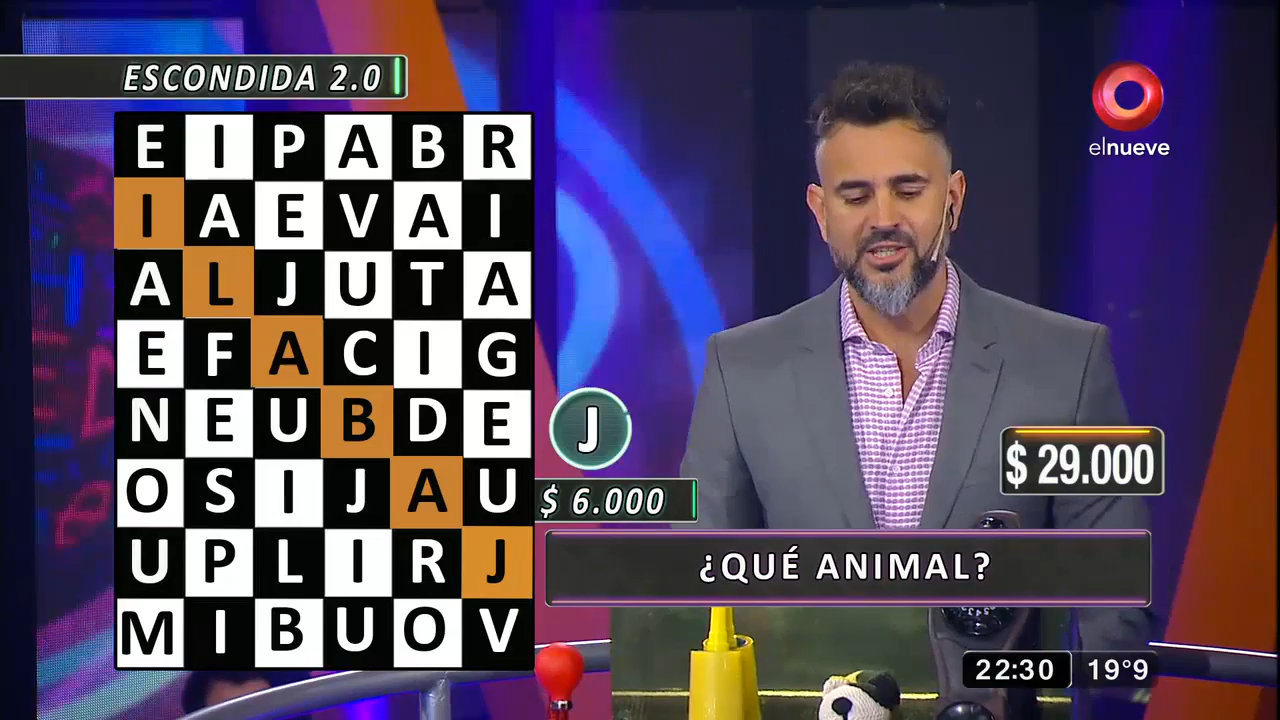 ESCONDIDA 2.0
E I P A B R
I A E V A I
A L J U T A
E F A C I G
N E U B D E
O S I J A U
U P L I R J
M I B U O V
elnueve
J
$ 6.000
$ 29.000
¿QUÉ ANIMAL?
22:30 19°9